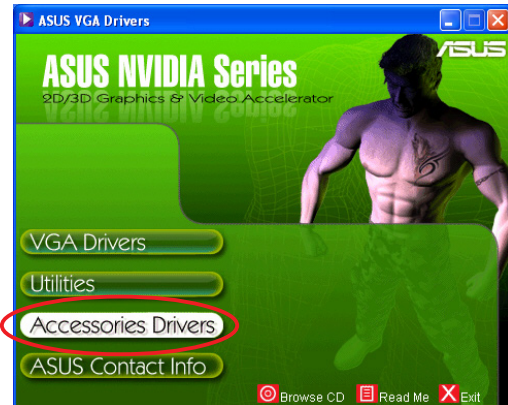 ASUS VGA Drivers
ASUS
ASUS NVIDIA Series
2D/3D Graphics & Video Accelerator
VGA Drivers
Utilities
Accessories Drivers
ASUS Contact Info
Browse CD Read Me X Exit